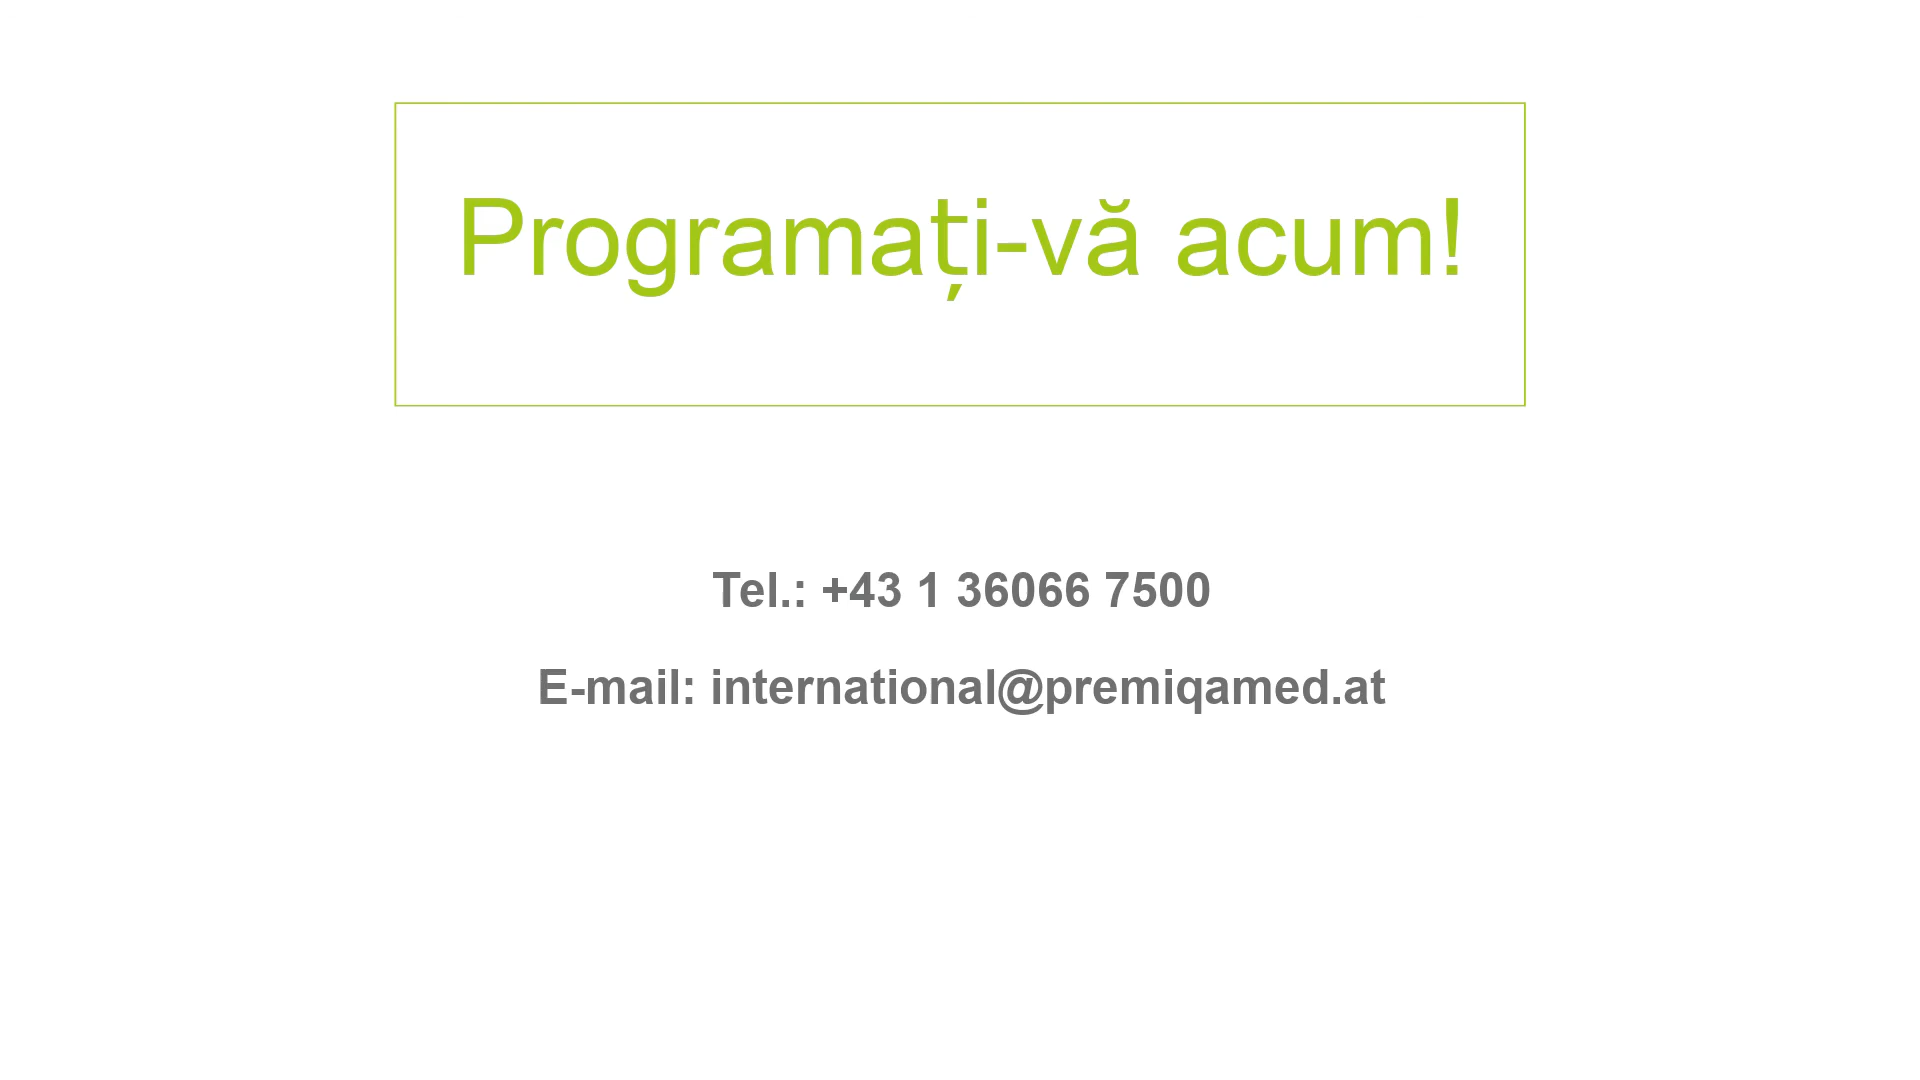 Programați-vă acum!
Tel.: +43 1 36066 7500
E-mail: international@premiqamed.at